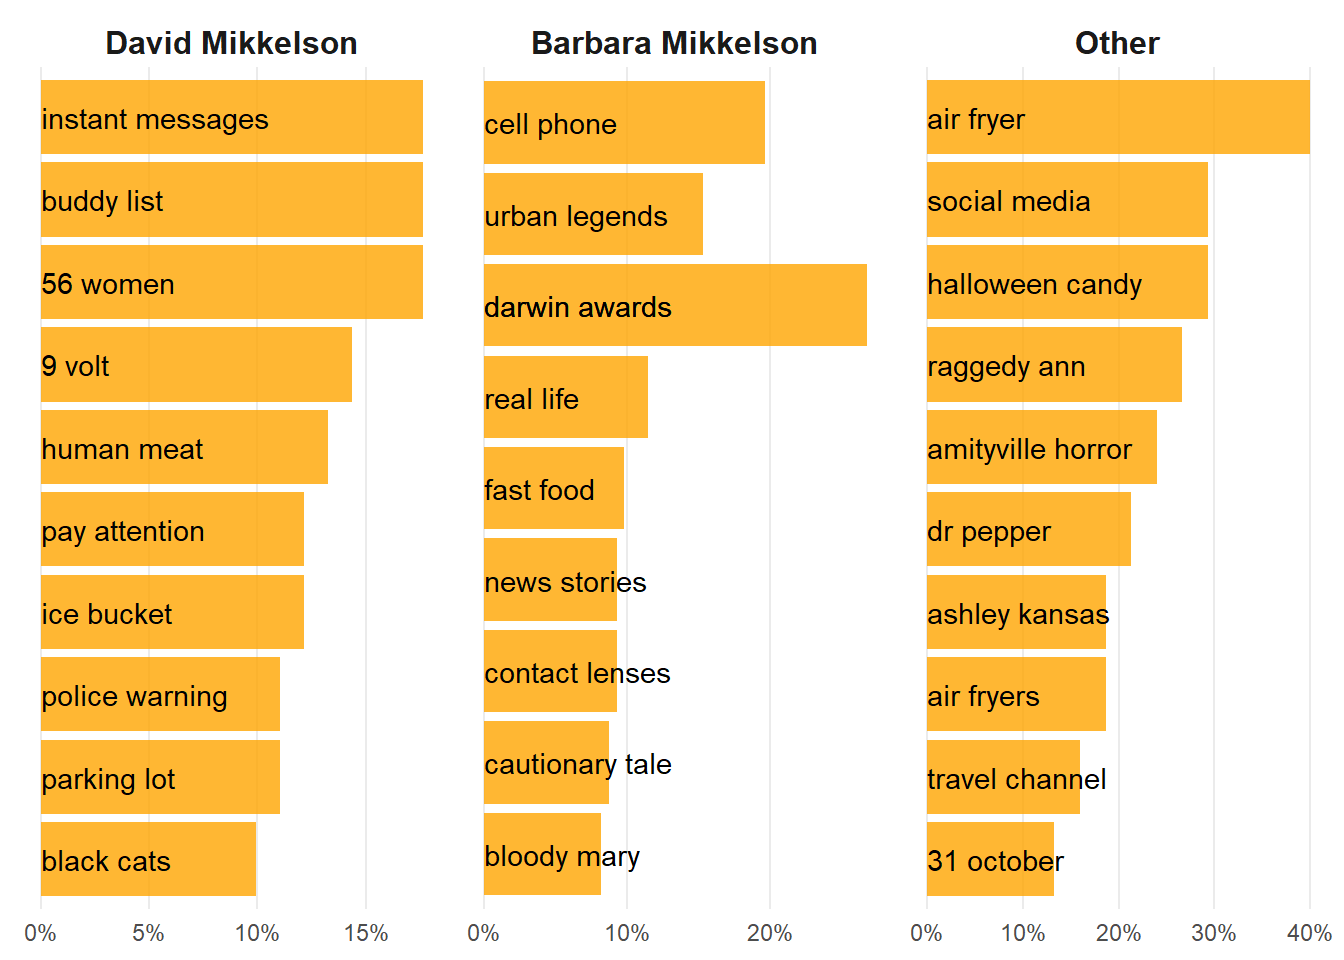 David Mikkelson
instant messages
buddy list
56 women
9 volt
human meat
pay attention
ice bucket
police warning
parking lot
black cats
0% 5% 10% 15%
Barbara Mikkelson
cell phone
urban legends
darwin awards
real life
fast food
news stories
contact lenses
cautionary tale
bloody mary
0% 10% 20%
Other
air fryer
social media
halloween candy
raggedy ann
amityville horror
dr pepper
ashley kansas
air fryers
travel channel
31 october
0% 10% 20% 30% 40%